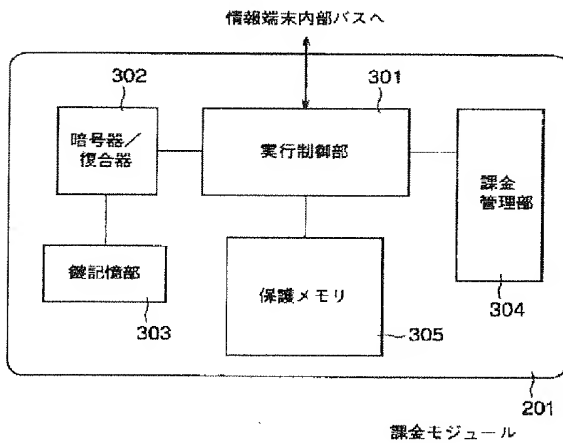 情報端末内部バスへ
302
301
暗号器／
復合器
実行制御部
課金
管理部
鍵記憶部
保護メモリ
303
305
304
201
課金モジュール